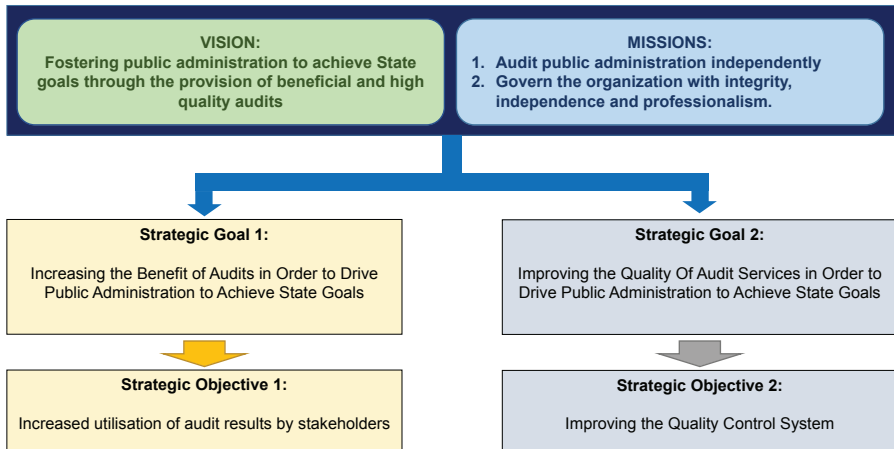 VISION:
Fostering public administration to achieve State
goals through the provision of beneficial and high
quality audits
MISSIONS:
1. Audit public administration independently
2. Govern the organization with integrity,
independence and professionalism.
Strategic Goal 1:
Increasing the Benefit of Audits in Order to Drive
Public Administration to Achieve State Goals
Strategic Goal 2:
Improving the Quality Of Audit Services in Order to
Drive Public Administration to Achieve State Goals
Strategic Objective 1:
Increased utilisation of audit results by stakeholders
Strategic Objective 2:
Improving the Quality Control System